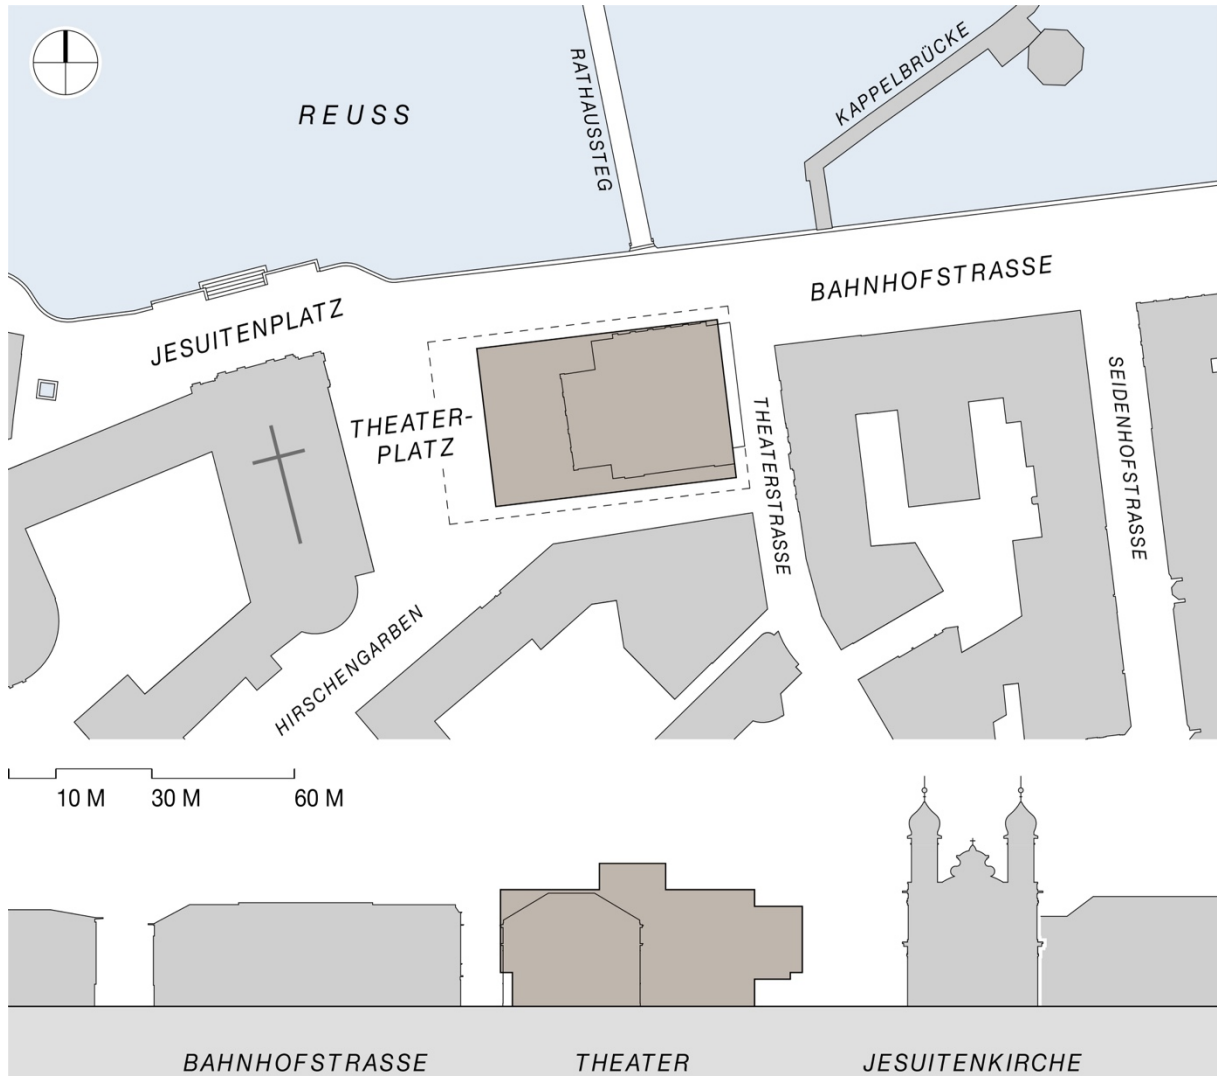 REUSS
RATHAUSSTEG
KAPPELBRÜCKE
BAHNHOFSTRASSE
JESUITENPLATZ
THEATER-
PLATZ
THEATERSTRASSE
SEIDENHOFSTRASSE
HIRSCHENGARBEN
10 M 30 M 60 M
BAHNHOFSTRASSE THEATER JESUITENKIRCHE